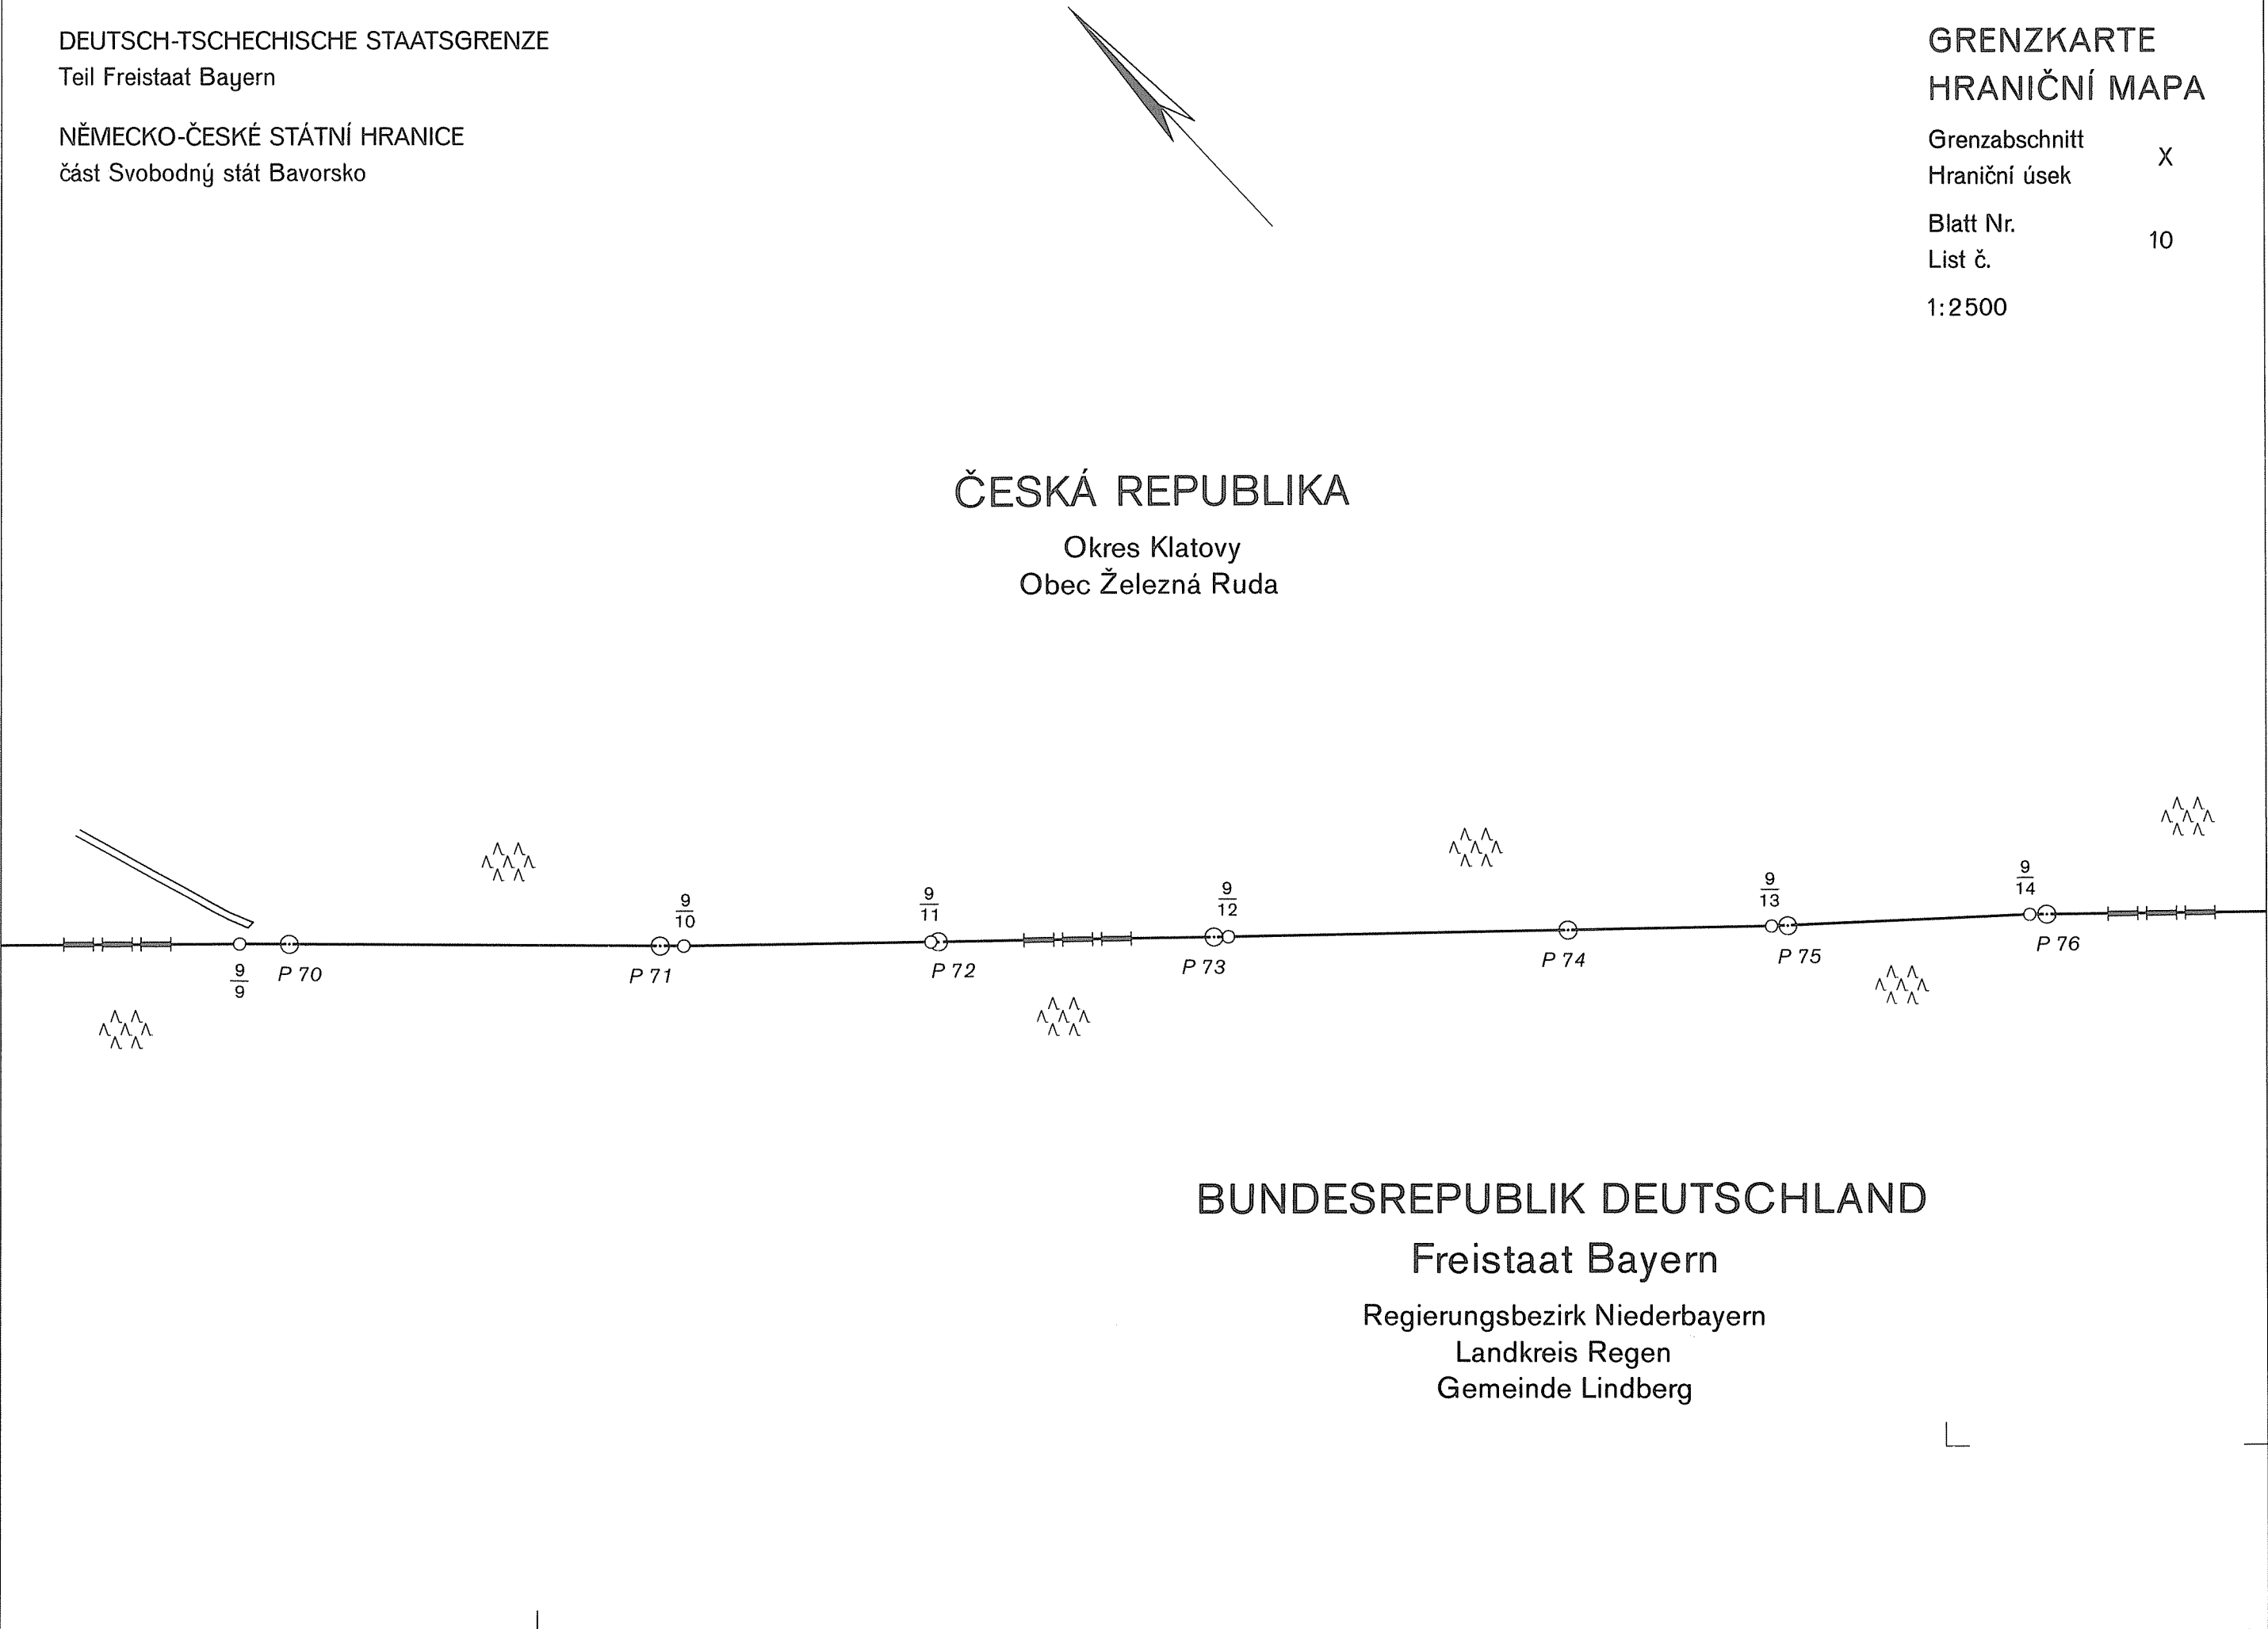 DEUTSCH-TSCHECHISCHE STAATSGRENZE
Teil Freistaat Bayern
NĚMECKO-ČESKÉ STÁTNÍ HRANICE
část Svobodný stát Bavorsko
GRENZKARTE
HRANIČNÍ MAPA
Grenzabschnitt
Hraniční úsek
X
Blatt Nr.
List č.
10
1:2500
ČESKÁ REPUBLIKA
Okres Klatovy
Obec Železná Ruda
9
9
P 70
P 71
9
10
9
11
P 72
P 73
9
12
P 74
9
13
P 75
9
14
P 76
BUNDESREPUBLIK DEUTSCHLAND
Freistaat Bayern
Regierungsbezirk Niederbayern
Landkreis Regen
Gemeinde Lindberg